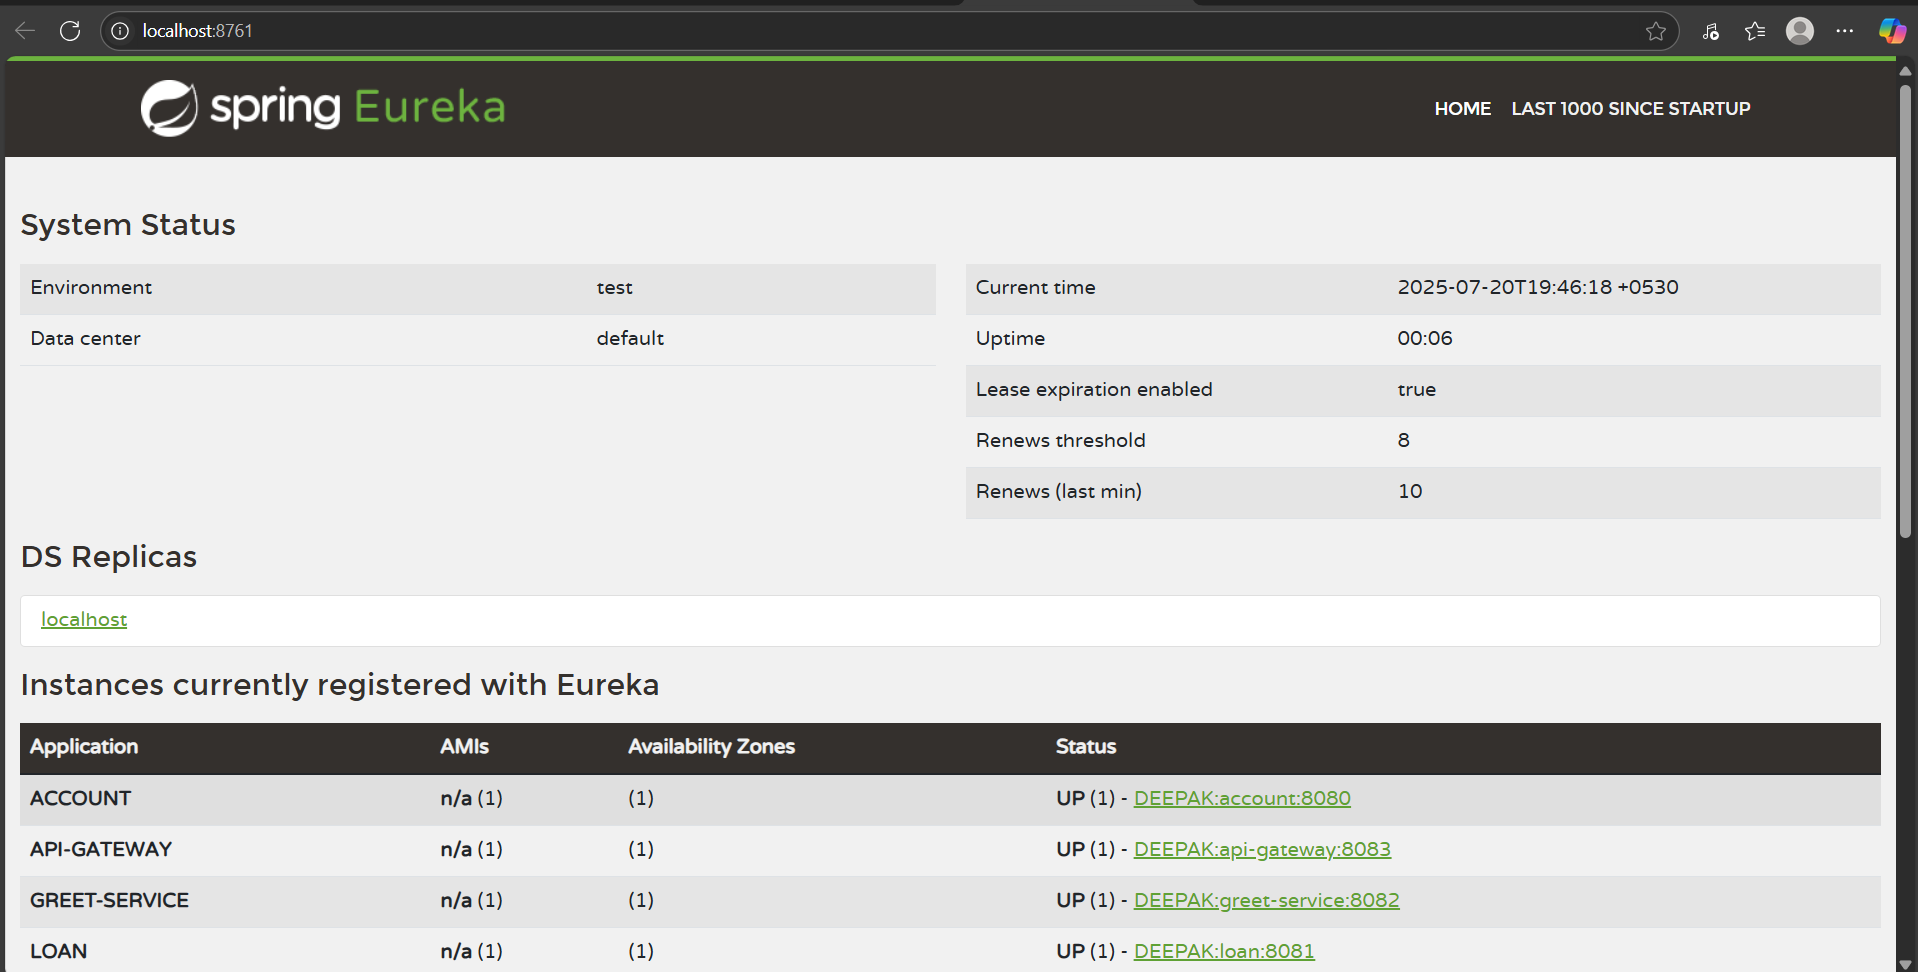 localhost:8761
spring Eureka
HOME LAST 1000 SINCE STARTUP
System Status
Environment test
Data center default
Current time 2025-07-20T19:46:18 +0530
Uptime 00:06
Lease expiration enabled true
Renews threshold 8
Renews (last min) 10
DS Replicas
localhost
Instances currently registered with Eureka
Application AMIs Availability Zones Status
ACCOUNT n/a (1) (1) UP (1) - DEEPAK:account:8080
API-GATEWAY n/a (1) (1) UP (1) - DEEPAK:api-gateway:8083
GREET-SERVICE n/a (1) (1) UP (1) - DEEPAK:greet-service:8082
LOAN n/a (1) (1) UP (1) - DEEPAK:loan:8081